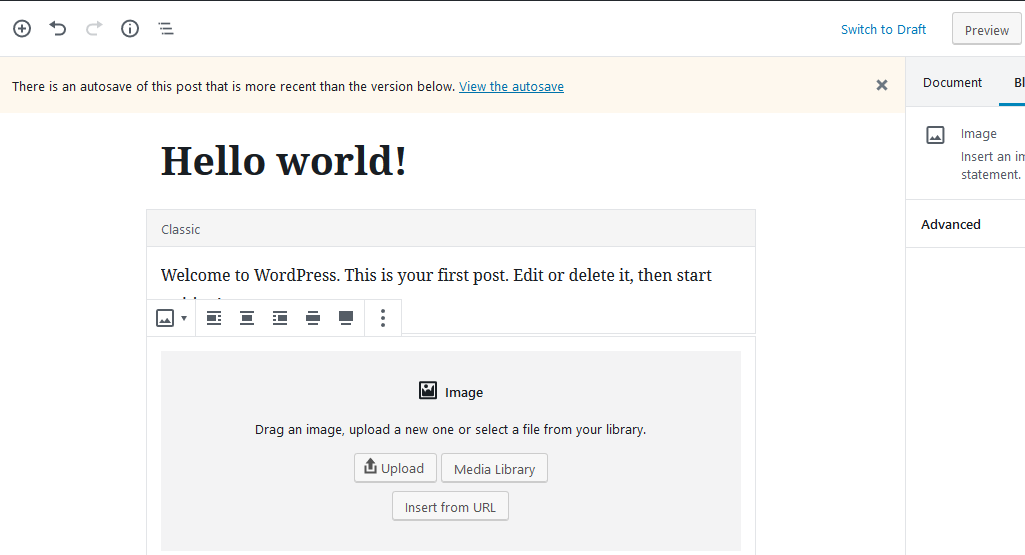 Switch to Draft
Preview
There is an autosave of this post that is more recent than the version below. View the autosave
Document
Hello world!
Image
Insert an
statement.
Classic
Advanced
Welcome to WordPress. This is your first post. Edit or delete it, then start
Image
Drag an image, upload a new one or select a file from your library.
Upload
Media Library
Insert from URL